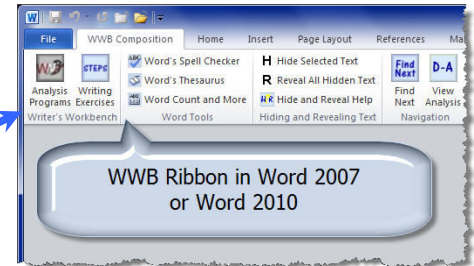 W
File WWB Composition Home Insert Page Layout References
W3 STEPS ABC Word's Spell Checker H Hide Selected Text Find Next D-A
Word's Thesaurus R Reveal All Hidden Text
Analysis Programs Writing Exercises Word Count and More H R Hide and Reveal Help Find Next View Analysis
Writer's Workbench Word Tools Hiding and Revealing Text
WWB Ribbon in Word 2007
or Word 2010